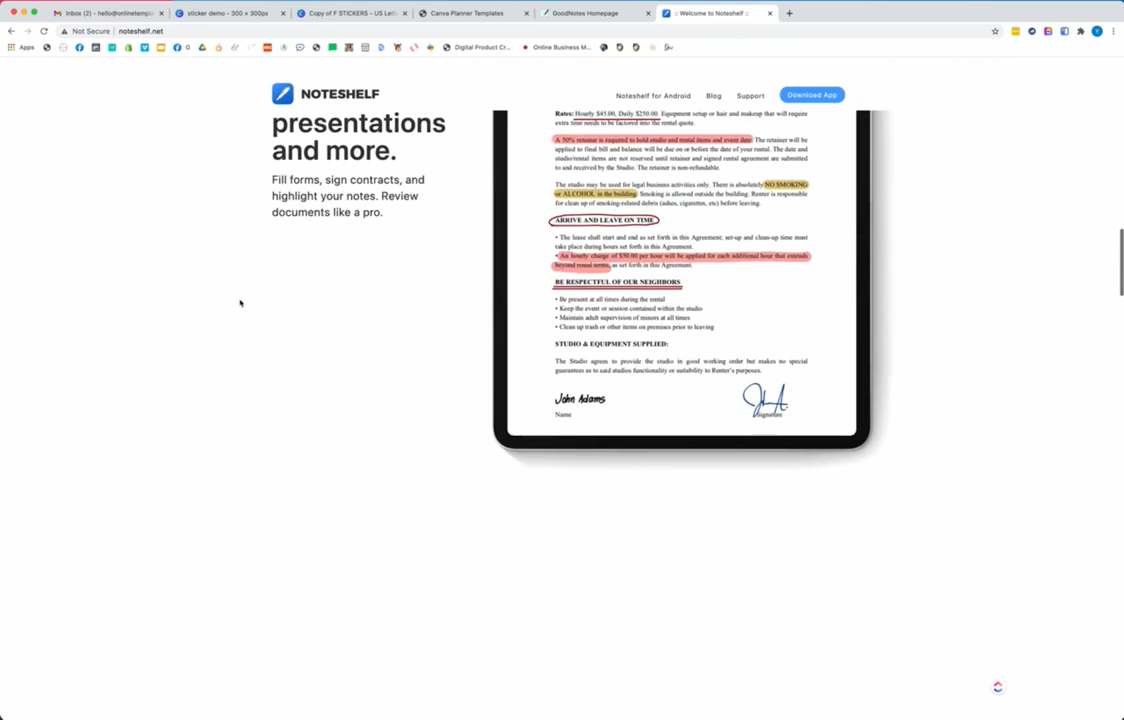 Inbox (2) - hello@onlinetempl
sticker demo - 300 × 300px
Copy of F STICKERS - US Lett
Canva Planner Templates
GoodNotes Homepage
:: Welcome to Noteshelf ::
Not Secure | noteshelf.net
Apps
G
Digital Product Cr...
Online Business M...
NOTESHELF
Noteshelf for Android
Blog
Support
Download App
presentations
and more.
Fill forms, sign contracts, and
highlight your notes. Review
documents like a pro.
Rates: Hourly $45.00, Daily $250.00. Equipment setup or hair and makeup that will require
extra time needs to be factored into the rental quote.
A 50% retainer is required to hold studio and rental items and event date. The retainer will be
applied to final bill and balance will be due on or before the date of your rental. The date and
studio/rental items are not reserved until retainer and signed rental agreement are submitted
to and received by the Studio. The retainer is non-refundable.
The studio may be used for legal business activities only. There is absolutely NO SMOKING
or ALCOHOL in the building. Smoking is allowed outside the building. Renter is responsible
for clean up of smoking-related debris (ashes, cigarettes, etc) before leaving.
ARRIVE AND LEAVE ON TIME
• The lease shall start and end as set forth in this Agreement; set-up and clean-up time must
take place during hours set forth in this Agreement.
• An hourly charge of $50.00 per hour will be applied for each additional hour that extends
beyond rental terms, as set forth in this Agreement.
BE RESPECTFUL OF OUR NEIGHBORS
• Be present at all times during the rental
• Keep the event or session contained within the studio
• Maintain adult supervision of minors at all times
• Clean up trash or other items on premises prior to leaving
STUDIO & EQUIPMENT SUPPLIED:
The Studio agrees to provide the studio in good working order but makes no special
guarantees as to said studios functionality or suitability to Renter's purposes.
John Adams
Name
Signature